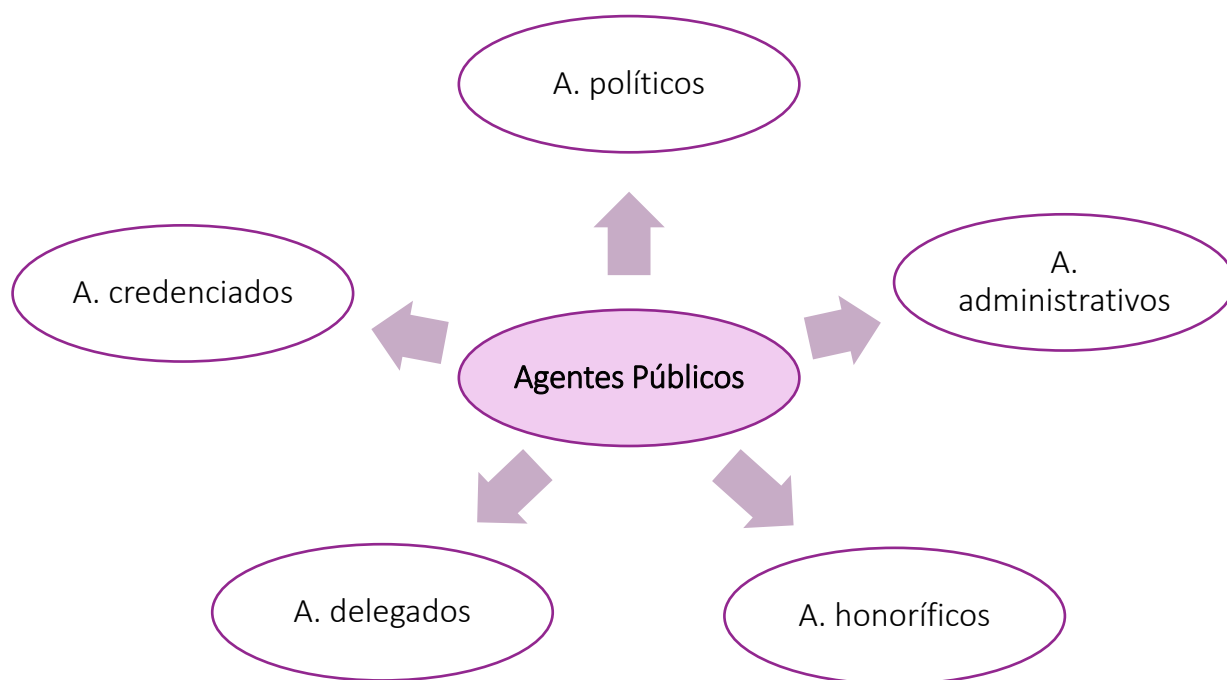 A. políticos
A. credenciados
A.
administrativos
Agentes Públicos
A. delegados
A. honoríficos